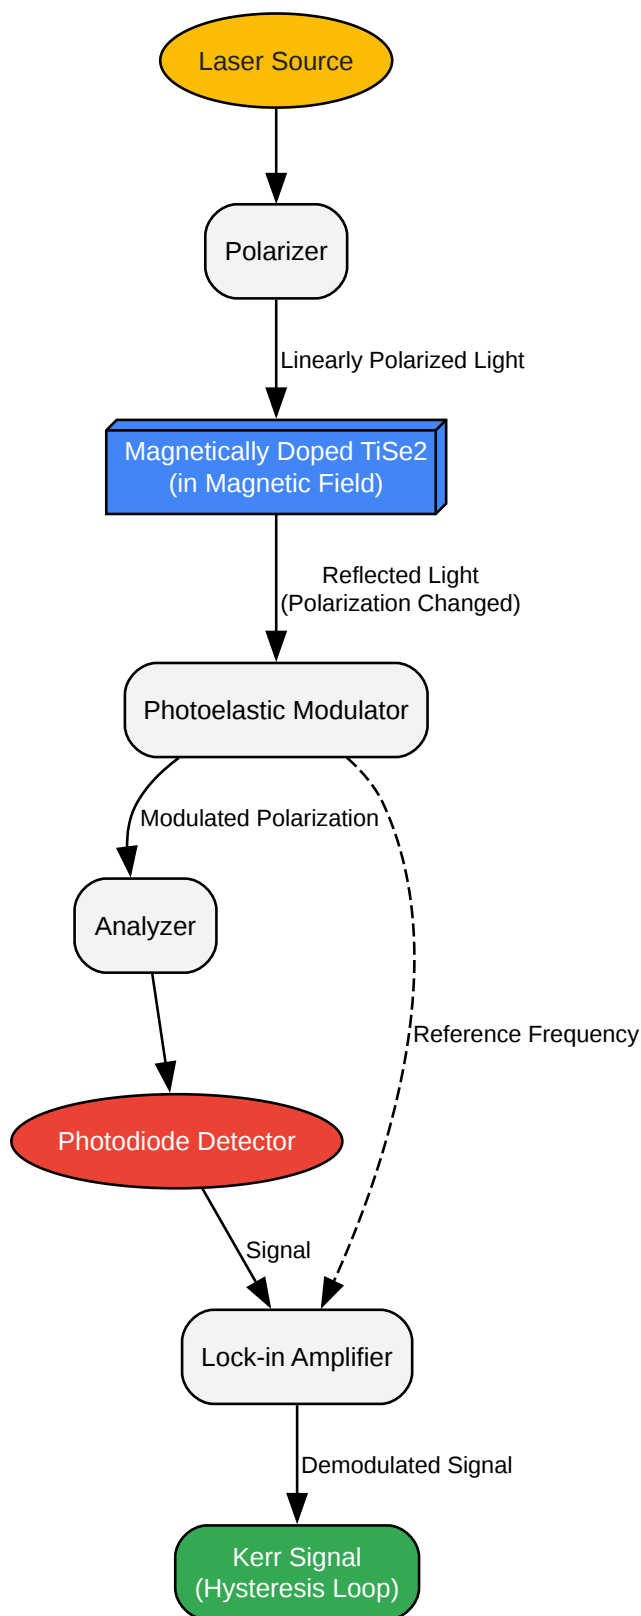 Laser Source
Polarizer
Linearly Polarized Light
Magnetically Doped TiSe2
(in Magnetic Field)
Reflected Light
(Polarization Changed)
Photoelastic Modulator
Modulated Polarization
Analyzer
Reference Frequency
Photodiode Detector
Signal
Lock-in Amplifier
Demodulated Signal
Kerr Signal
(Hysteresis Loop)